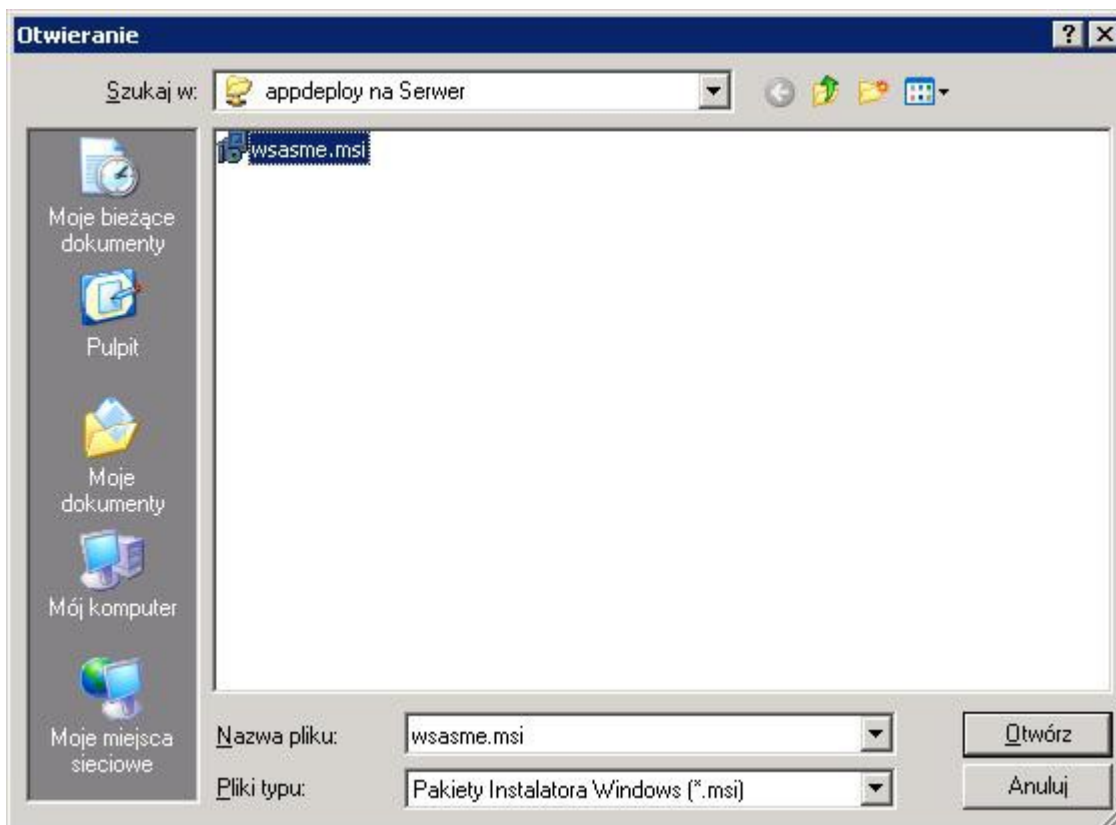 Otwieranie
Szukaj w:
appdeploy na Serwer
wsasme.msi
Moje bieżące
dokumenty
Pulpit
Moje
dokumenty
Mój komputer
Moje miejsca
sieciowe
Nazwa pliku:
wsasme.msi
Otwórz
Pliki typu:
Pakiety Instalatora Windows (*.msi)
Anuluj